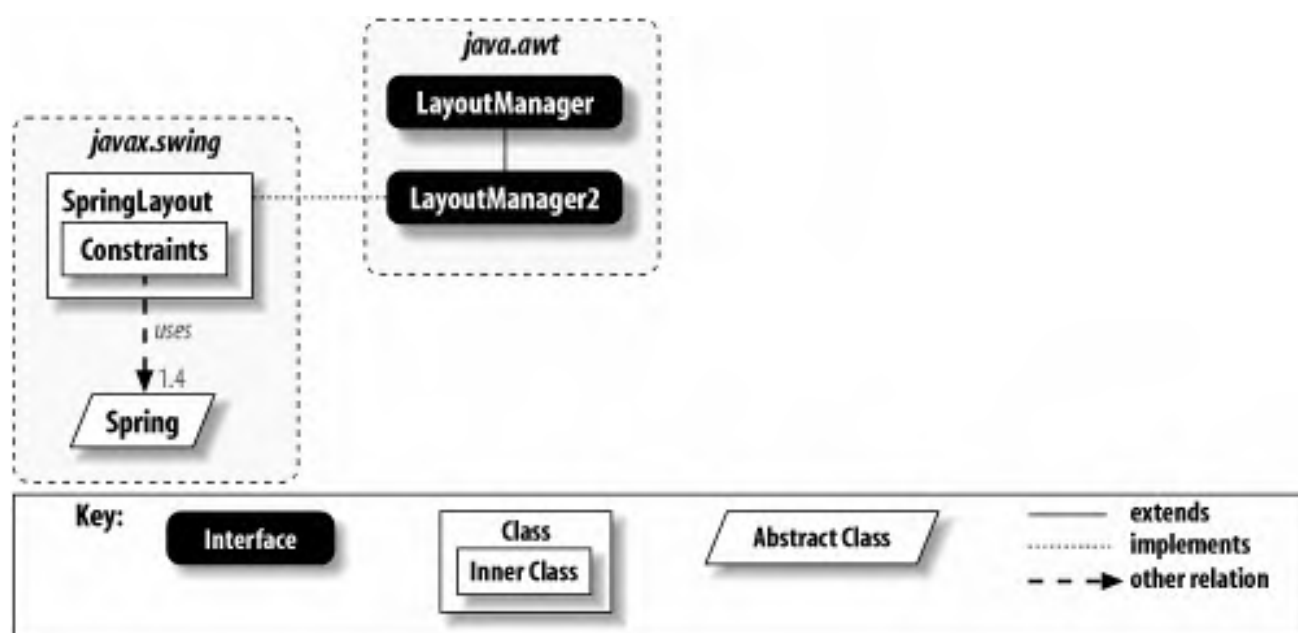 java.awt
LayoutManager
LayoutManager2
javax.swing
SpringLayout
Constraints
uses
1.4
Spring
Key:
Interface
Class
Inner Class
Abstract Class
extends
implements
other relation